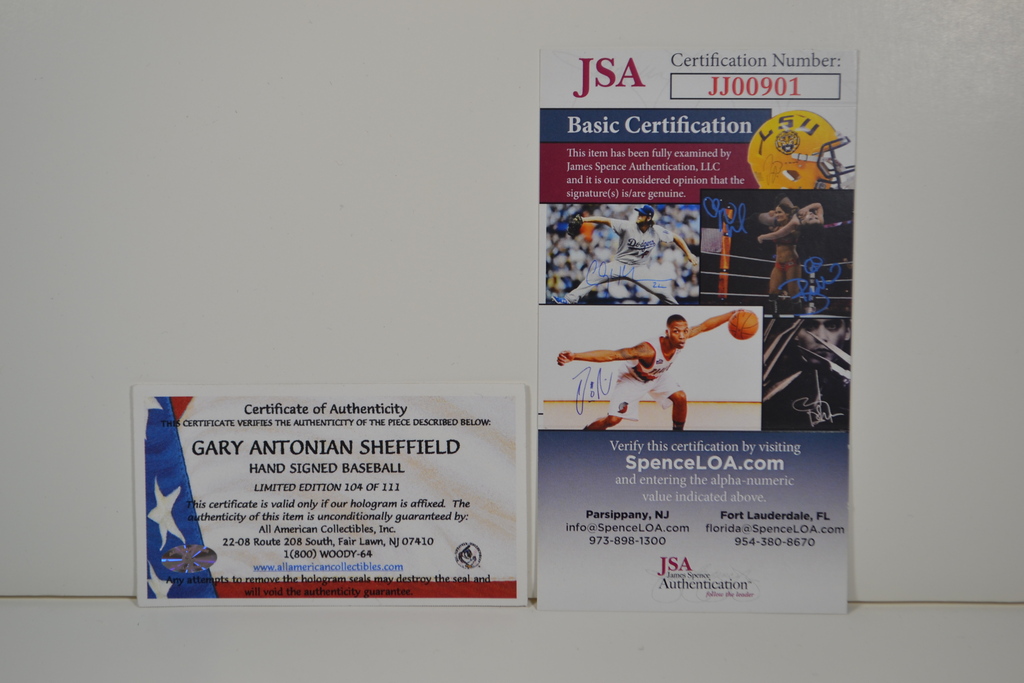 Certificate of Authenticity
THIS CERTIFICATE VERIFIES THE AUTHENTICITY OF THE PIECE DESCRIBED BELOW:
GARY ANTONIAN SHEFFIELD
HAND SIGNED BASEBALL
LIMITED EDITION 104 OF 111
This certificate is valid only if our hologram is affixed. The
authenticity of this item is unconditionally guaranteed by:
All American Collectibles, Inc.
22-08 Route 208 South, Fair Lawn, NJ 07410
1(800) WOODY-64
www.allamericancollectibles.com
Any attempts to remove the hologram seals may destroy the seal and
will void the authenticity guarantee.
JSA
Certification Number:
JJ00901
Basic Certification
This item has been fully examined by
James Spence Authentication, LLC
and it is our considered opinion that the
signature(s) is/are genuine.
LSU
Dodgers
Verify this certification by visiting
SpenceLOA.com
and entering the alpha-numeric
value indicated above.
Parsippany, NJ
info@SpenceLOA.com
973-898-1300
Fort Lauderdale, FL
florida@SpenceLOA.com
954-380-8670
JSA
James Spence
Authentication
follow the leader